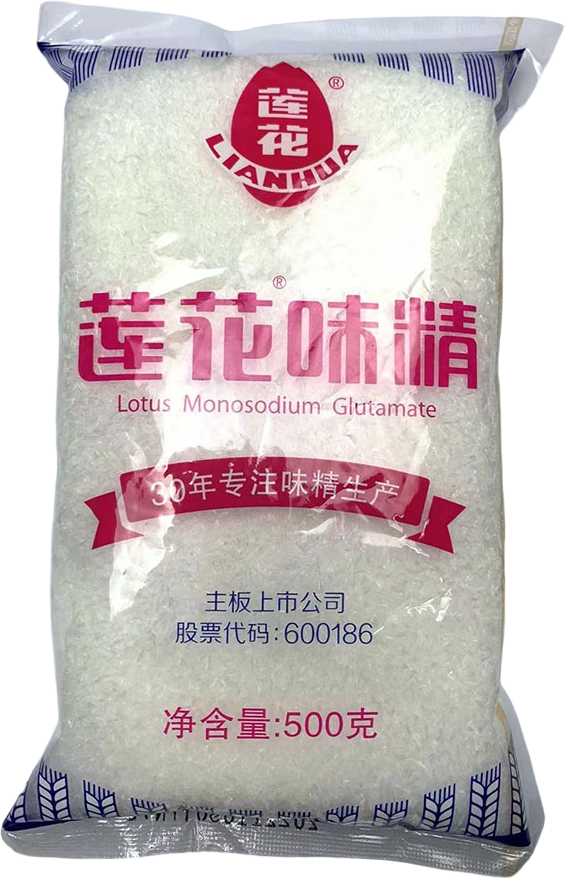 莲
花
®
LIANHUA
®
莲花味精
Lotus Monosodium Glutamate
30年专注味精生产
主板上市公司
股票代码:600186
净含量:500克